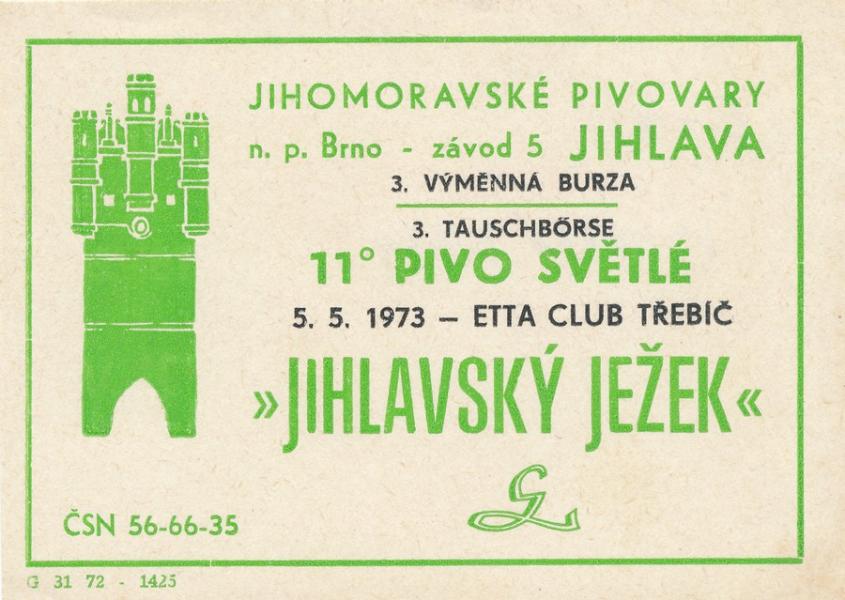 JIHOMORAVSKÉ PIVOVARY
n. p. Brno - závod 5 JIHLAVA
3. VÝMĚNNÁ BURZA
3. TAUSCHBÖRSE
11° PIVO SVĚTLÉ
5. 5. 1973 – ETTA CLUB TŘEBÍČ
»JIHLAVSKÝ JEŽEK«
ČSN 56-66-35
G 31 72 - 1425